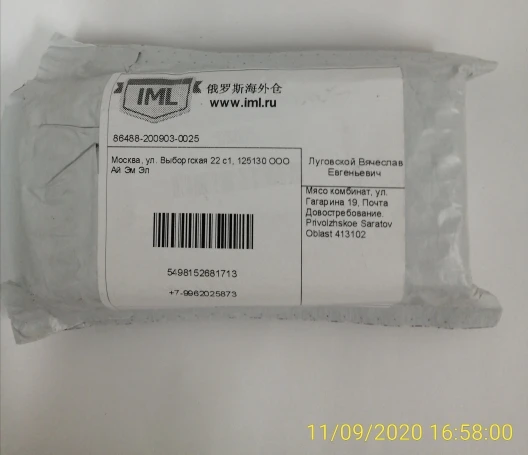 IML
俄罗斯海外仓
www.iml.ru
86488-200903-0025
Москва, ул. Выборгская 22 с1, 125130 ООО
Ай Эм Эл
5498152681713
+7-9962025873
Луговской Вячеслав
Евгеньевич
Мясо комбинат, ул.
Гагарина 19, Почта
Довостребование.
Privolzhskoe Saratov
Oblast 413102
11/09/2020 16:58:00